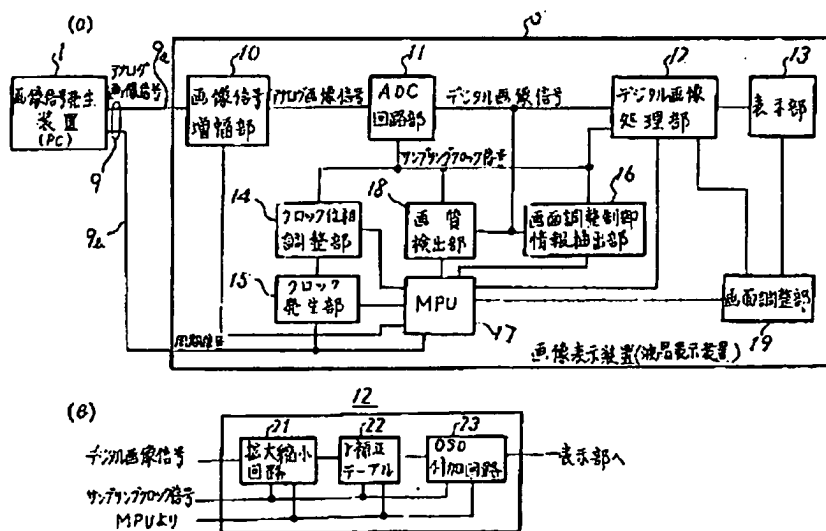 (a)
1
画像信号発生
装置
(PC)
アナログ
画像信号
9a
9
9b
10
画像信号
増幅部
アナログ画像信号
11
ADC
回路部
デジタル画像信号
12
デジタル画像
処理部
13
表示部
サンプリングクロック信号
14
クロック位相
調整部
18
画質
検出部
16
画面調整制御
情報抽出部
15
クロック
発生部
MPU
17
画面調整部
19
同期信号
画像表示装置(液晶表示装置)
(B)
12
デジタル画像信号
21
拡大縮小
回路
22
γ補正
テーブル
23
OSD
付加回路
表示部へ
サンプリングクロック信号
MPUより